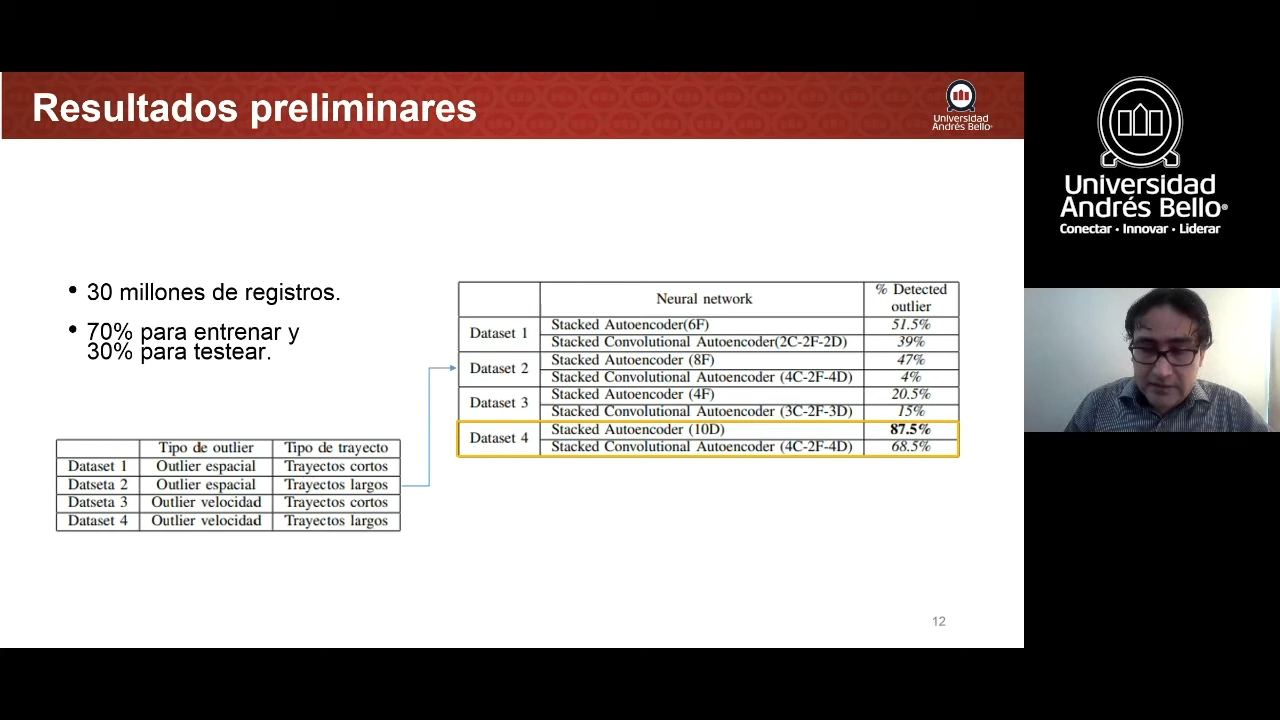 Resultados preliminares
Universidad
Andrés Bello®
Universidad
Andrés Bello®
Conectar • Innovar • Liderar
• 30 millones de registros.
• 70% para entrenar y
30% para testear.
Neural network % Detected
outlier
Dataset 1 Stacked Autoencoder(6F) 51.5%
Stacked Convolutional Autoencoder(2C-2F-2D) 39%
Dataset 2 Stacked Autoencoder (8F) 47%
Stacked Convolutional Autoencoder (4C-2F-4D) 4%
Dataset 3 Stacked Autoencoder (4F) 20.5%
Stacked Convolutional Autoencoder (3C-2F-3D) 15%
Dataset 4 Stacked Autoencoder (10D) 87.5%
Stacked Convolutional Autoencoder (4C-2F-4D) 68.5%
Tipo de outlier Tipo de trayecto
Dataset 1 Outlier espacial Trayectos cortos
Datseta 2 Outlier espacial Trayectos largos
Datseta 3 Outlier velocidad Trayectos cortos
Dataset 4 Outlier velocidad Trayectos largos
12